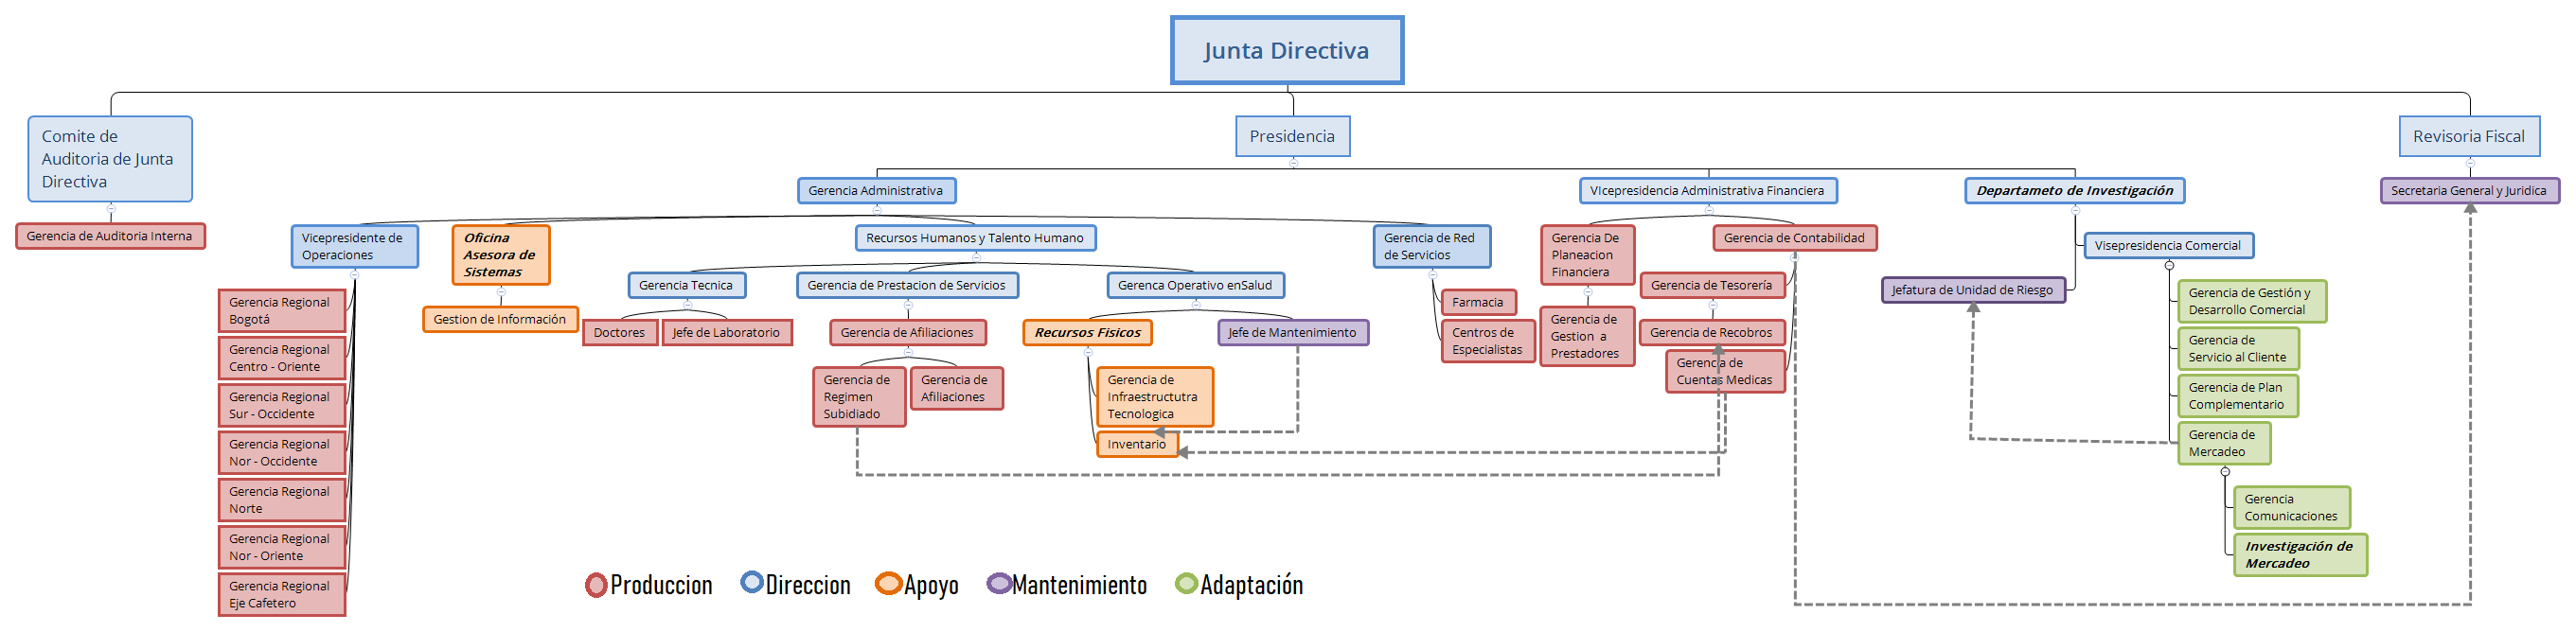 Junta Directiva
Comite de
Auditoria de Junta
Directiva
Presidencia
Revisoria Fiscal
Gerencia de Auditoria Interna
Gerencia Administrativa
VIcepresidencia Administrativa Financiera
Departameto de Investigación
Secretaria General y Juridica
Vicepresidente de
Operaciones
Oficina
Asesora de
Sistemas
Recursos Humanos y Talento Humano
Gerencia de Red
de Servicios
Gerencia De
Planeacion
Financiera
Gerencia de Contabilidad
Visepresidencia Comercial
Gerencia Regional
Bogotá
Gerencia Regional
Centro - Oriente
Gerencia Regional
Sur - Occidente
Gerencia Regional
Nor - Occidente
Gerencia Regional
Norte
Gerencia Regional
Nor - Oriente
Gerencia Regional
Eje Cafetero
Gestion de Información
Gerencia Tecnica
Doctores
Jefe de Laboratorio
Gerencia de Prestacion de Servicios
Gerencia de Afiliaciones
Gerencia de
Regimen
Subidiado
Gerencia de
Afiliaciones
Gerenca Operativo enSalud
Recursos Fisicos
Jefe de Mantenimiento
Gerencia de
Infraestructutra
Tecnologica
Inventario
Farmacia
Centros de
Especialistas
Gerencia de
Gestion a
Prestadores
Gerencia de Tesorería
Gerencia de Recobros
Gerencia de
Cuentas Medicas
Jefatura de Unidad de Riesgo
Gerencia de Gestión y
Desarrollo Comercial
Gerencia de
Servicio al Cliente
Gerencia de Plan
Complementario
Gerencia de
Mercadeo
Gerencia
Comunicaciones
Investigación de
Mercadeo
Produccion
Direccion
Apoyo
Mantenimiento
Adaptación